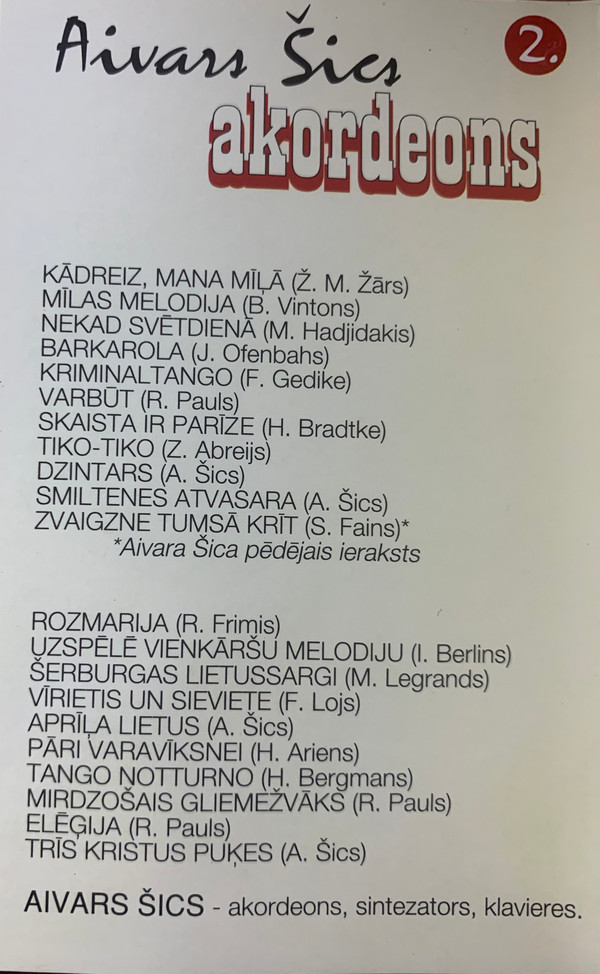 Aivars Šics
2.
akordeons
KĀDREIZ, MANA MĪĻĀ (Ž. M. Žārs)
MĪLAS MELODIJA (B. Vintons)
NEKAD SVĒTDIENĀ (M. Hadjidakis)
BARKAROLA (J. Ofenbahs)
KRIMINALTANGO (F. Gedike)
VARBŪT (R. Pauls)
SKAISTA IR PARĪZE (H. Bradtke)
TIKO-TIKO (Z. Abreijs)
DZINTARS (A. Šics)
SMILTENES ATVASARA (A. Šics)
ZVAIGZNE TUMSĀ KRĪT (S. Fains)*
*Aivara Šica pēdējais ieraksts
ROZMARIJA (R. Frimis)
UZSPĒLĒ VIENKĀRŠU MELODIJU (I. Berlins)
ŠERBURGAS LIETUSSARGI (M. Legrands)
VĪRIETIS UN SIEVIETE (F. Lojs)
APRĪĻA LIETUS (A. Šics)
PĀRI VARAVĪKSNEI (H. Ariens)
TANGO NOTTURNO (H. Bergmans)
MIRDZOŠAIS GLIEMEŽVĀKS (R. Pauls)
ELĒĢIJA (R. Pauls)
TRĪS KRISTUS PUĶES (A. Šics)
AIVARS ŠICS - akordeons, sintezators, klavieres.